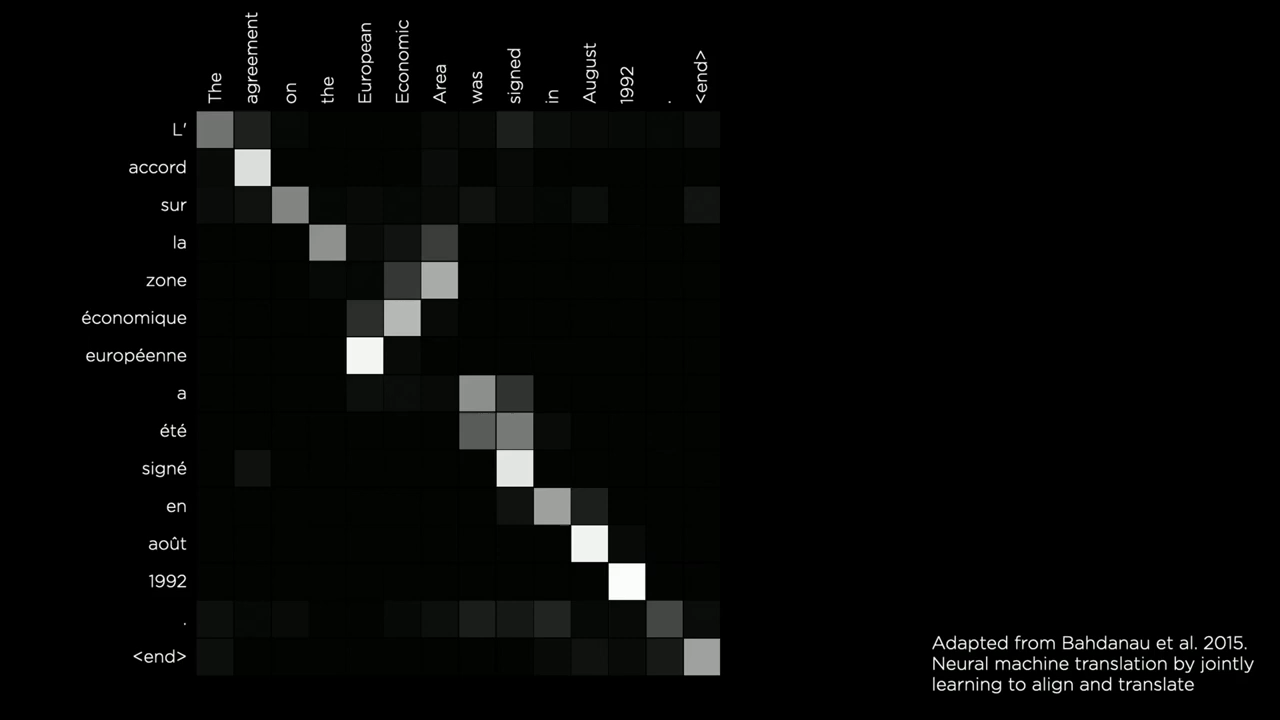 The agreement on the European Economic Area was signed in August 1992 . <end>
L'
accord
sur
la
zone
économique
européenne
a
été
signé
en
août
1992
.
<end>
Adapted from Bahdanau et al. 2015.
Neural machine translation by jointly
learning to align and translate